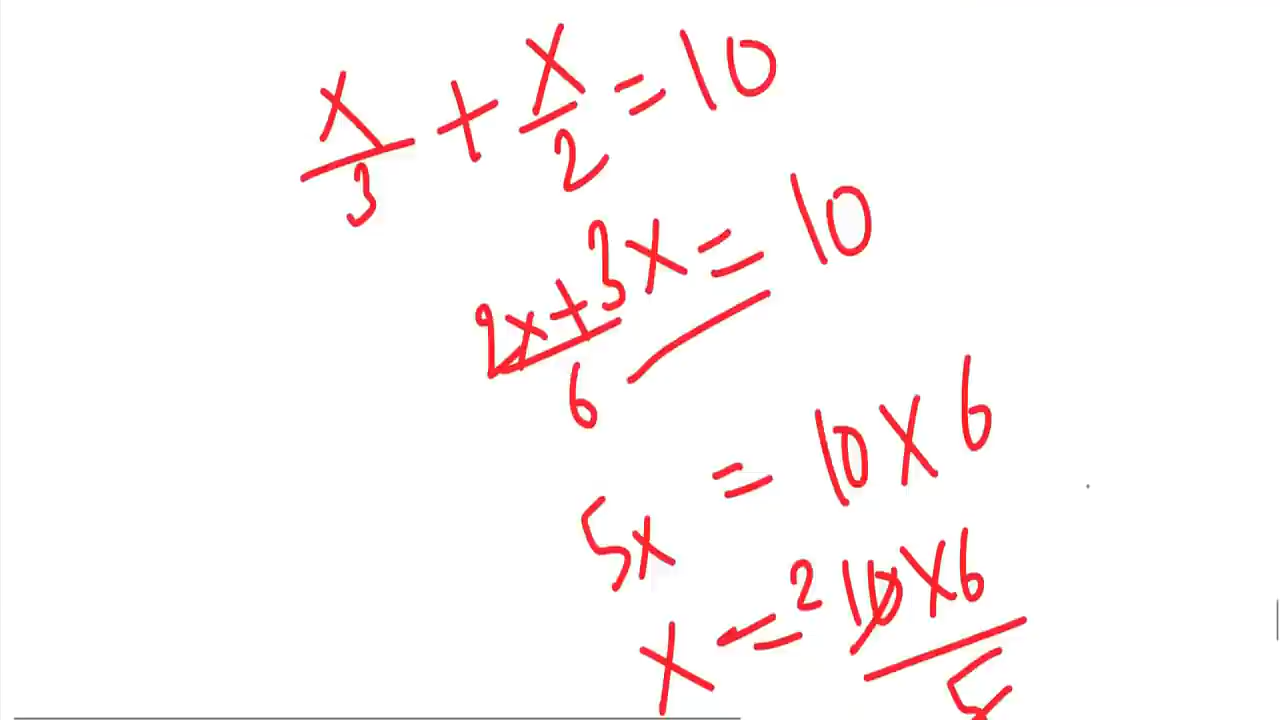 x/3 + x/2 = 10
2x+3x/6 = 10
5x = 10 x 6
x = 2 10 x 6/5